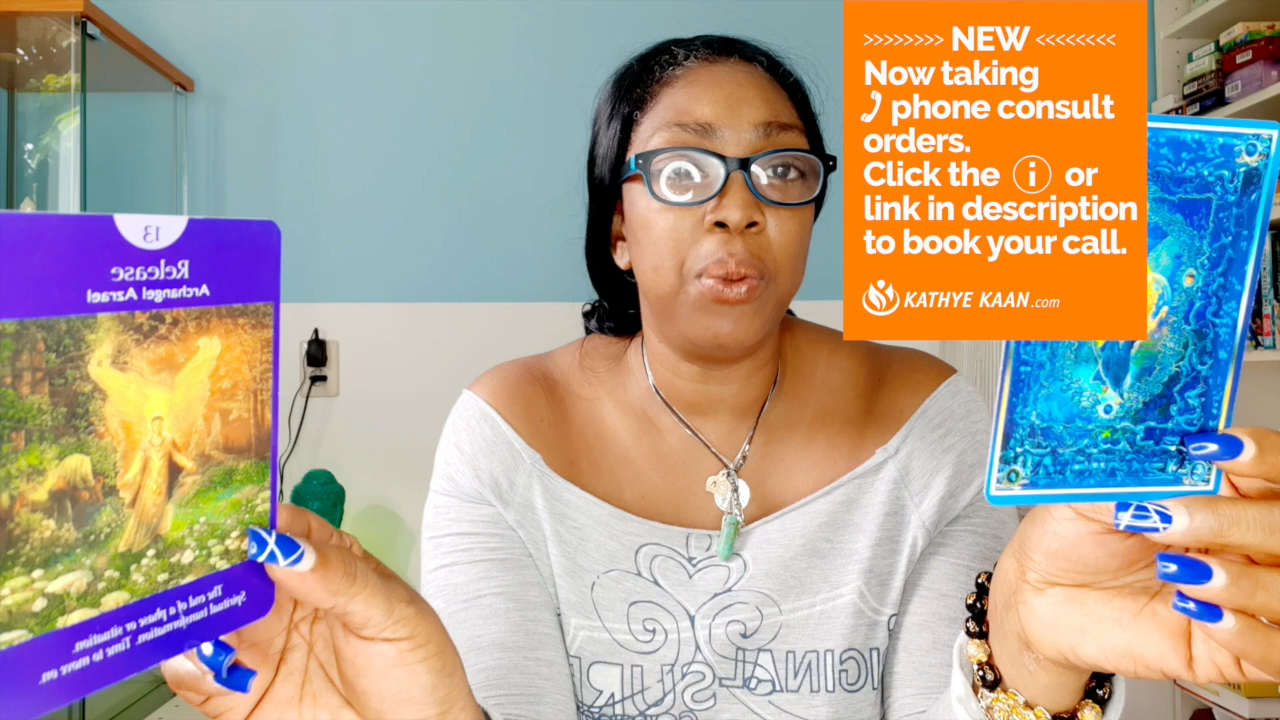 >>>>>>>> NEW <<<<<<<<
Now taking
phone consult
orders.
Click the i or
link in description
to book your call.
KATHYE KAAN.com
13
Release
Archangel Azrael
The end of a phase or situation.
Spiritual transformation. Time to move on.